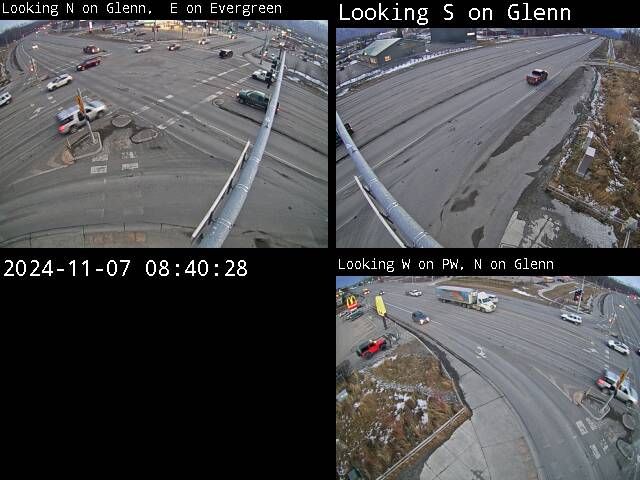 Looking N on Glenn,  E on Evergreen
Looking S on Glenn
2024-11-07 08:40:28
Looking W on PW, N on Glenn